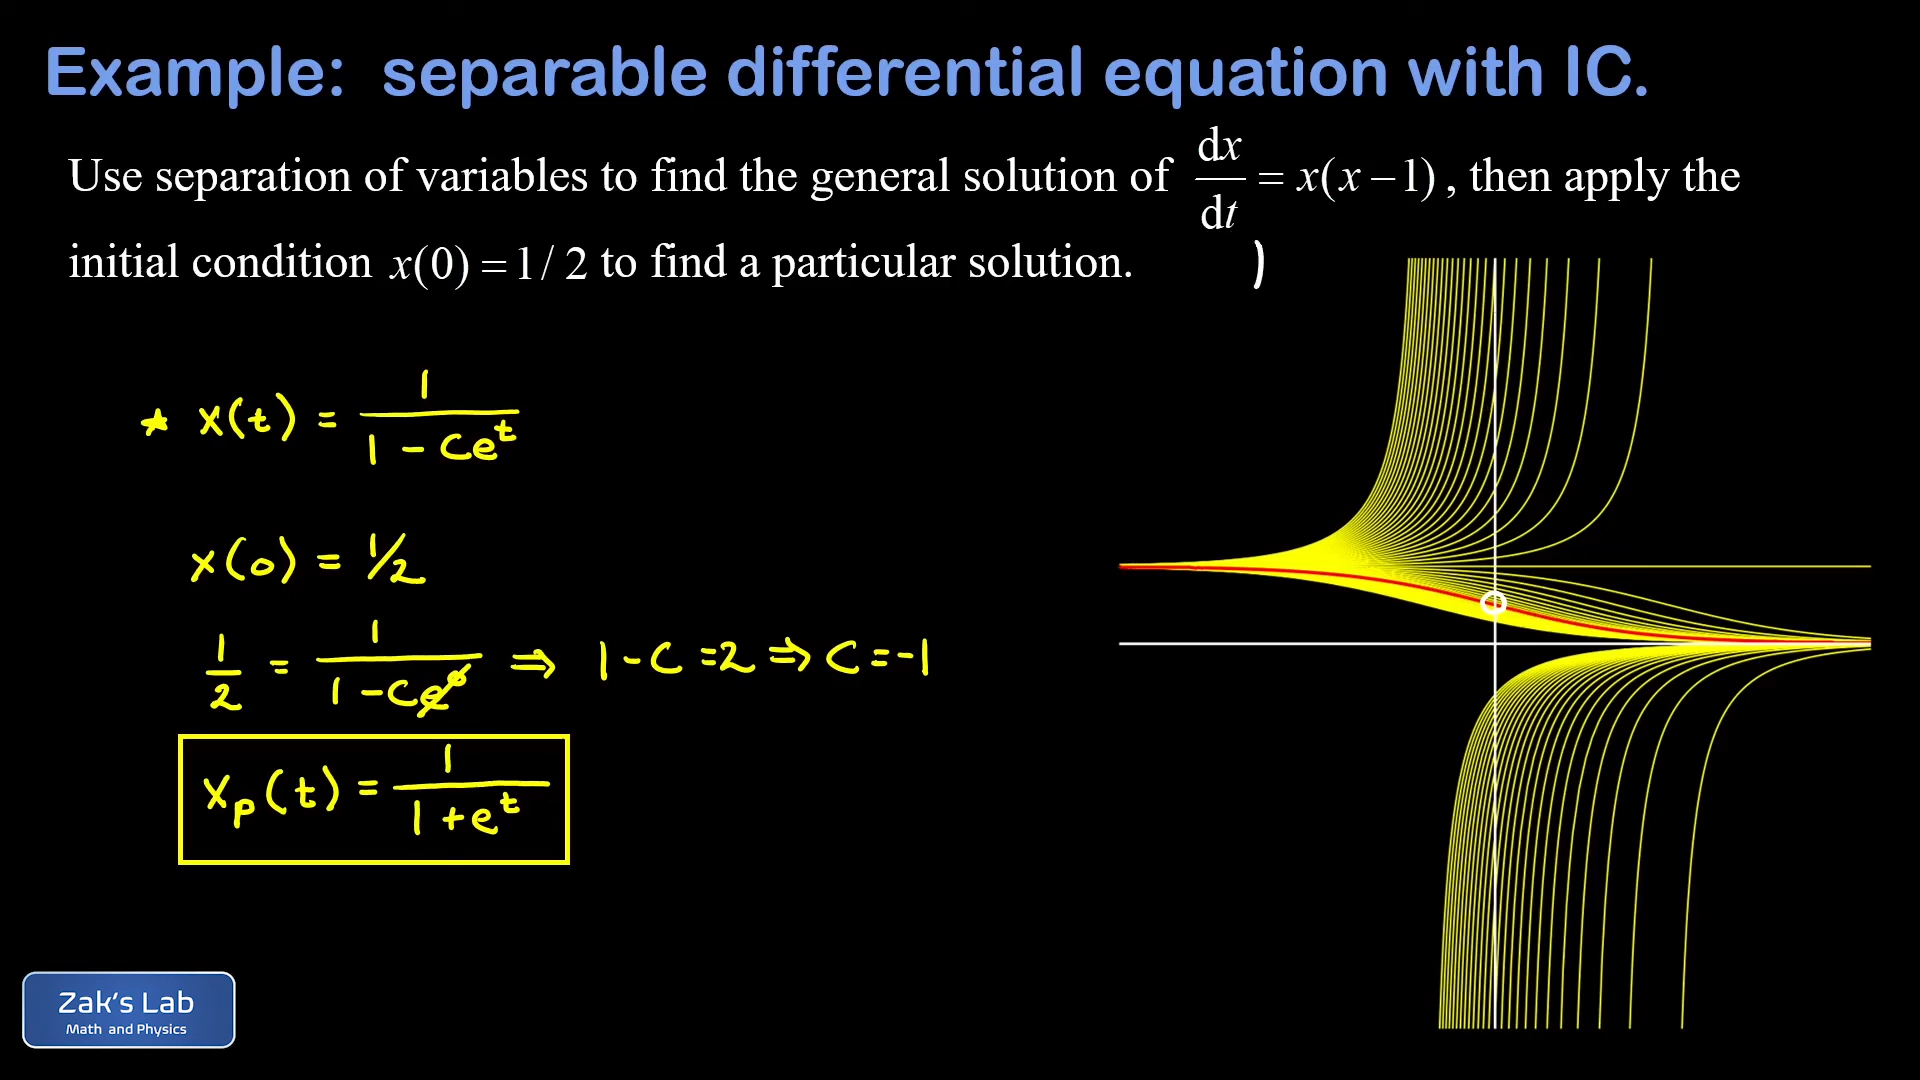 Example: separable differential equation with IC.
Use separation of variables to find the general solution of dx/dt = x(x − 1), then apply the
initial condition x(0) = 1/2 to find a particular solution.
)
* x(t) = 1/(1 - Ce^t)
x(0) = 1/2
1/2 = 1/(1 - Ce^0) ⇒ 1 - C = 2 ⇒ C = -1
x_p(t) = 1/(1 + e^t)
Zak's Lab
Math and Physics